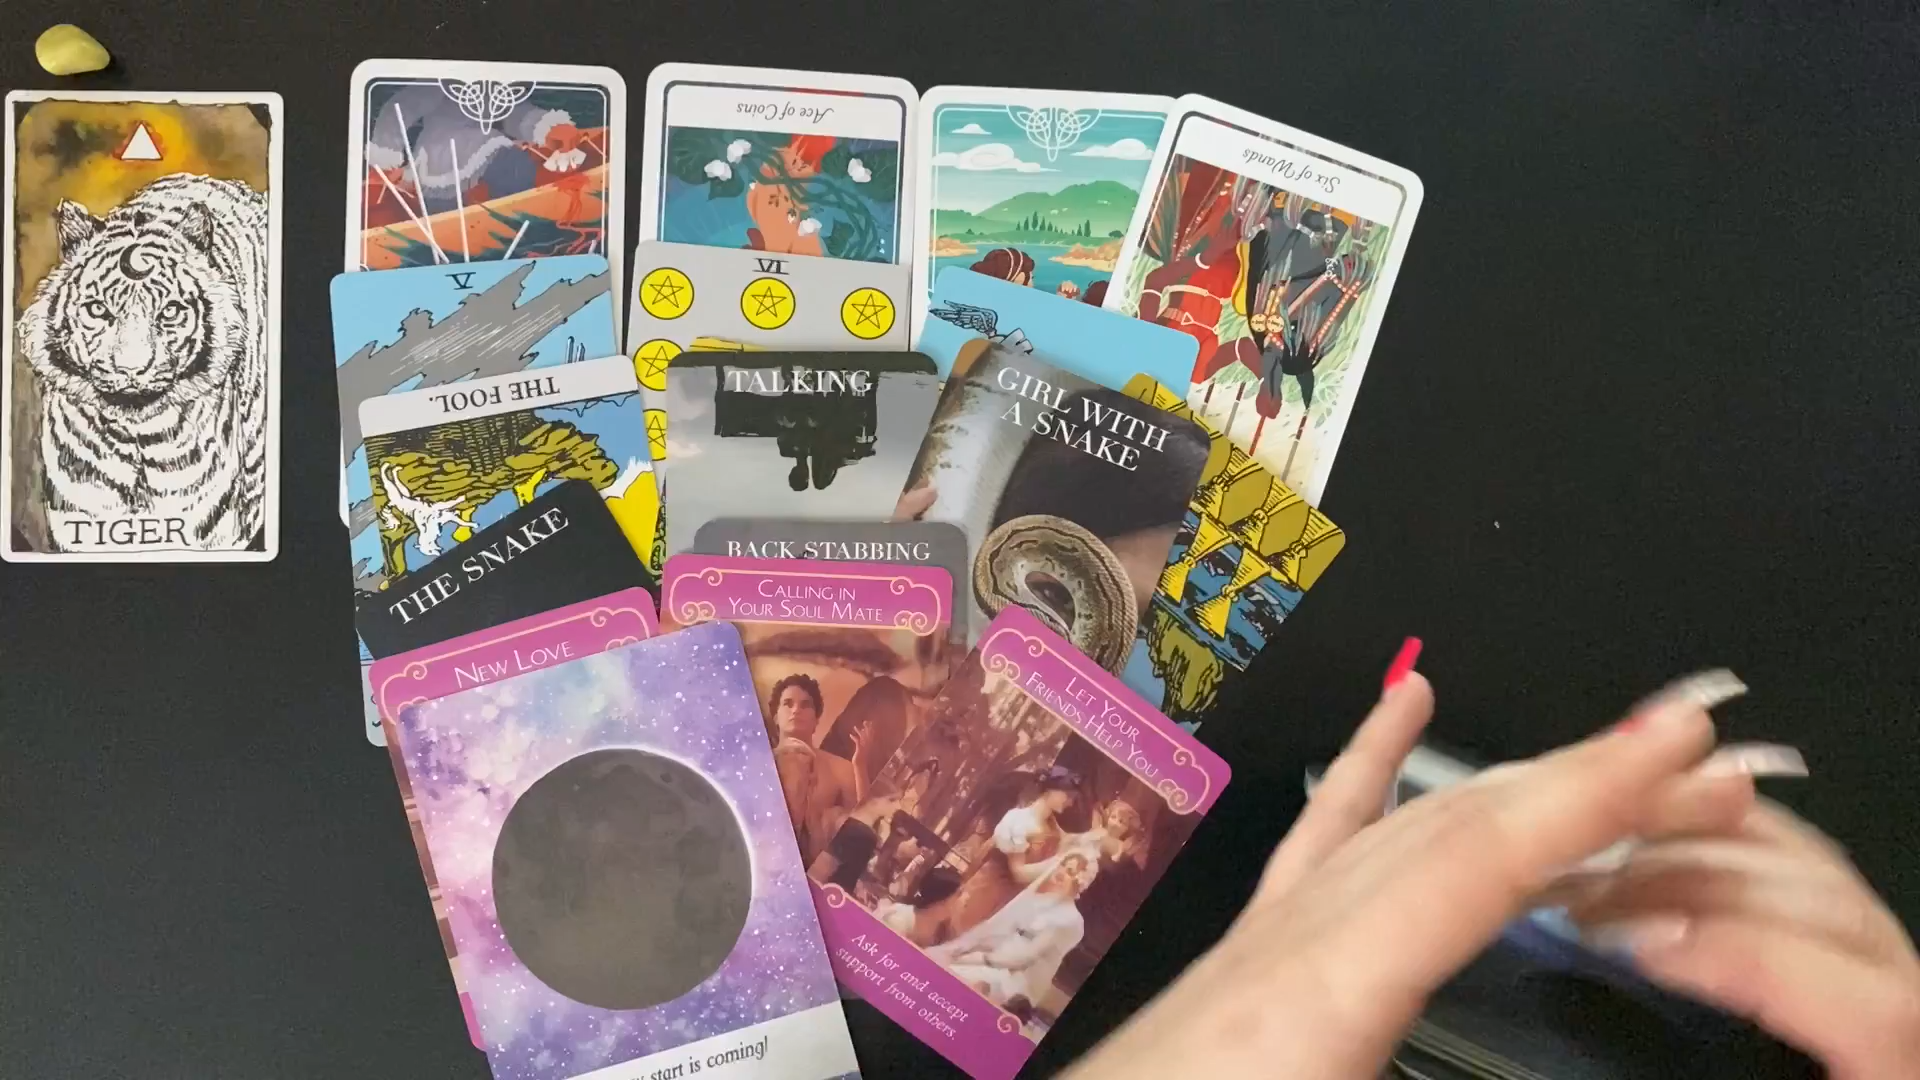 Ace of Coins
Six of Wands
VI
V
TALKING
GIRL WITH
A SNAKE
THE FOOL.
TIGER
THE SNAKE
BACK STABBING
CALLING IN
YOUR SOUL MATE
NEW LOVE
LET YOUR
FRIENDS HELP YOU
Ask for and accept
support from others.
start is coming!